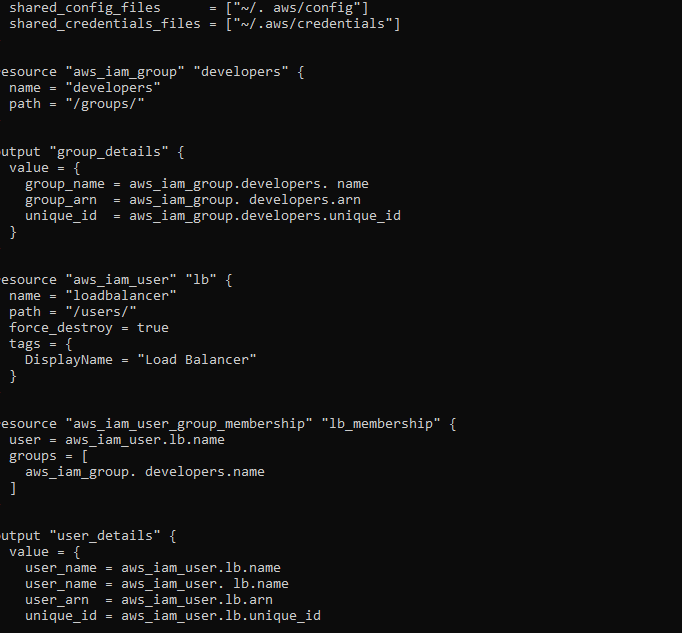 shared_config_files      = ["~/. aws/config"]
shared_credentials_files = ["~/.aws/credentials"]
esource "aws_iam_group" "developers" {
name = "developers"
path = "/groups/"
utput "group_details" {
value = {
group_name = aws_iam_group.developers. name
group_arn  = aws_iam_group. developers.arn
unique_id  = aws_iam_group.developers.unique_id
}
esource "aws_iam_user" "lb" {
name = "loadbalancer"
path = "/users/"
force_destroy = true
tags = {
DisplayName = "Load Balancer"
}
esource "aws_iam_user_group_membership" "lb_membership" {
user = aws_iam_user.lb.name
groups = [
aws_iam_group. developers.name
]
utput "user_details" {
value = {
user_name = aws_iam_user.lb.name
user_name = aws_iam_user. lb.name
user_arn  = aws_iam_user.lb.arn
unique_id = aws_iam_user.lb.unique_id